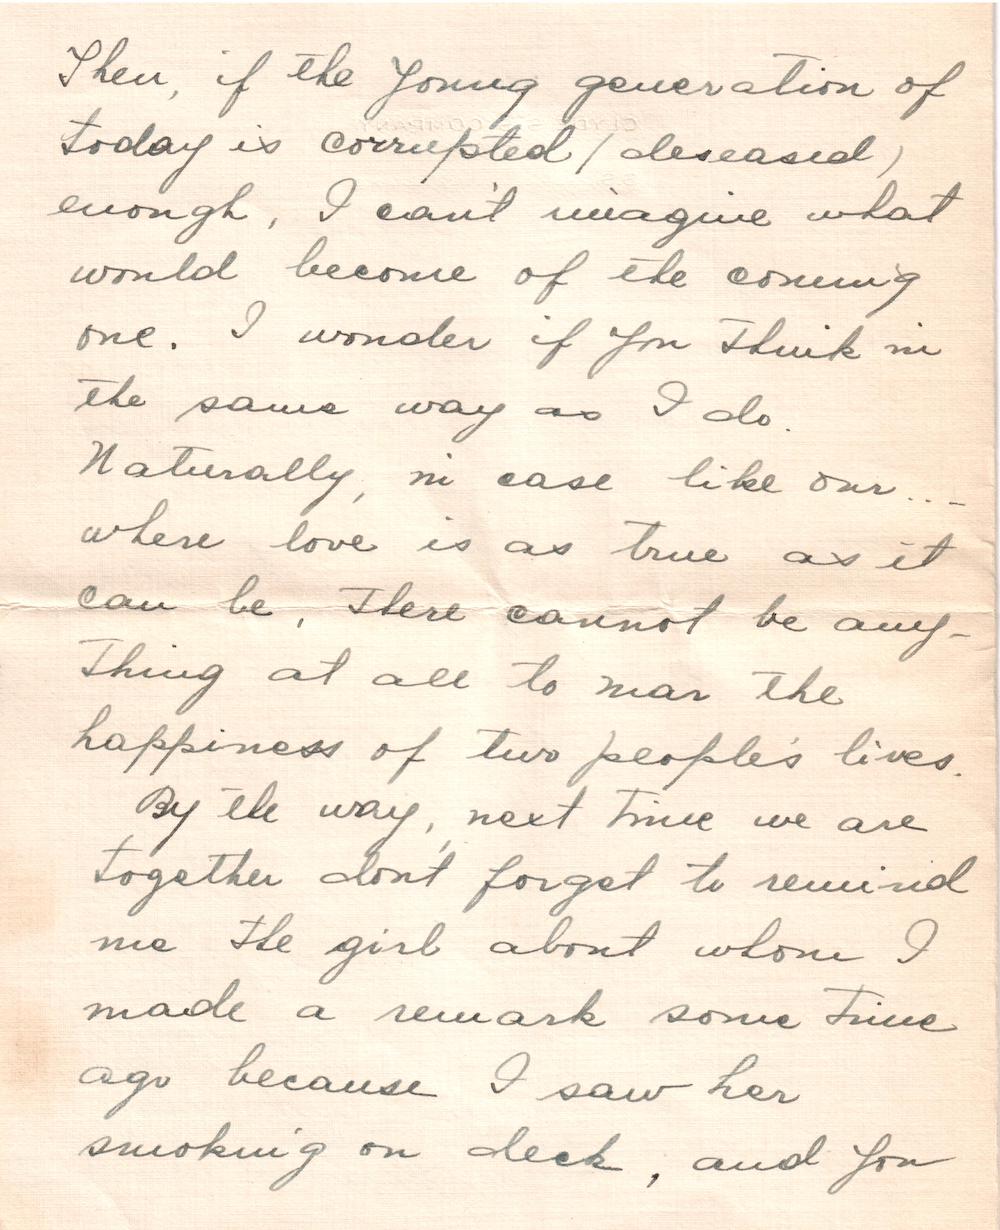 Then, if the young generation of
today is corrupted (deseased)
enough, I can't imagine what
would become of the coming
one. I wonder if you think in
the same way as I do.
Naturally, in case like our...
where love is as true as it
can be, there cannot be any-
thing at all to mar the
happiness of two people's lives.
By the way, next time we are
together dont forget to remind
me the girl about whom I
made a remark some time
ago because I saw her
smoking on deck, and you